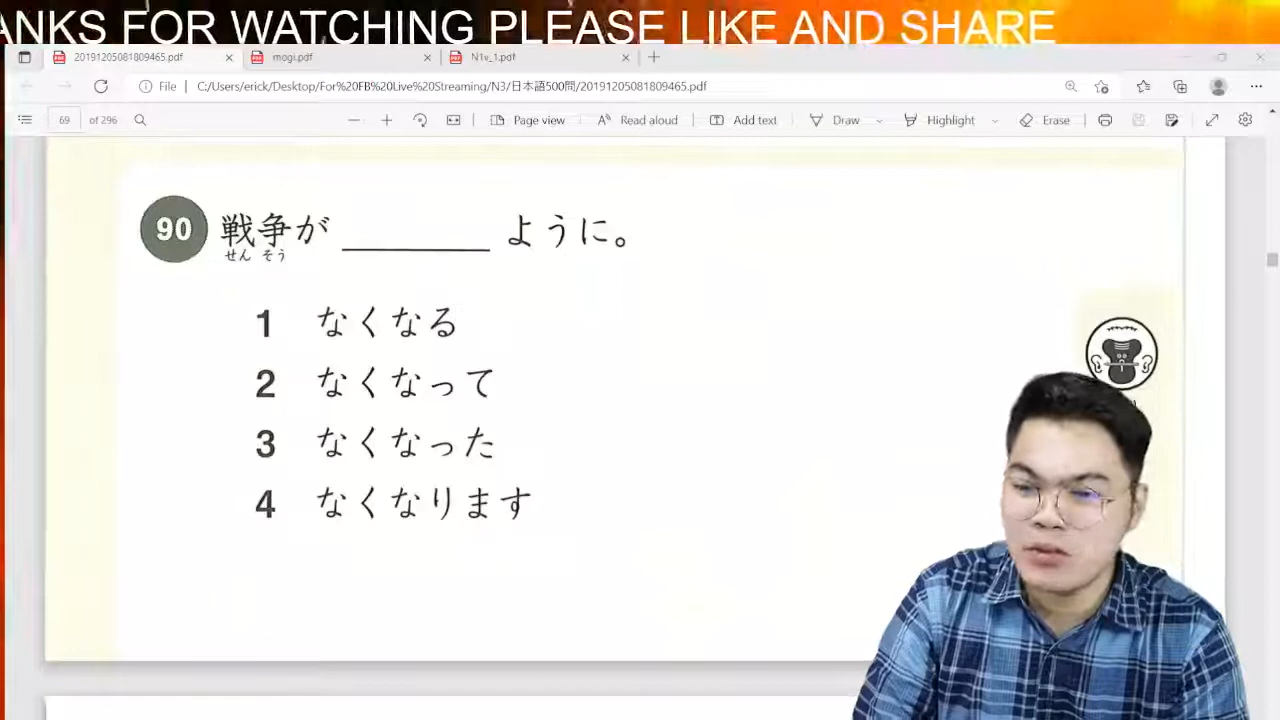 ANKS FOR WATCHING PLEASE LIKE AND SHARE
20191205081809465.pdf
mogi.pdf
N1v_1.pdf
File | C:/Users/erick/Desktop/For%20FB%20Live%20Streaming/N3/日本語500問/20191205081809465.pdf
69 of 296
Page view
Read aloud
Add text
Draw
Highlight
Erase
90 戦争が ________ ように。
せん そう
1 なくなる
2 なくなって
3 なくなった
4 なくなります